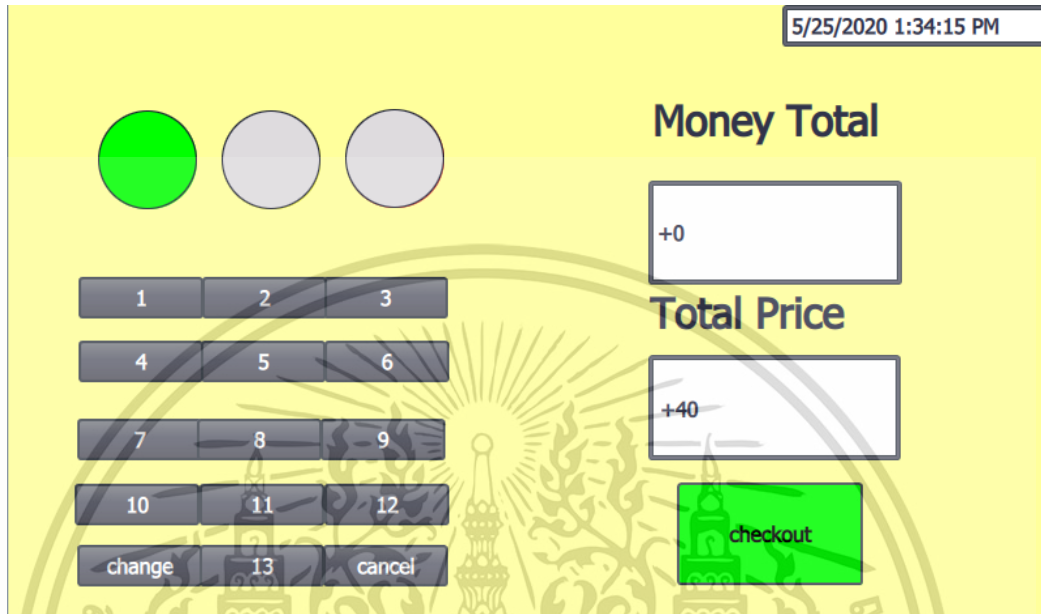 5/25/2020 1:34:15 PM
Money Total
+0
1 2 3
Total Price
4 5 6
+40
7 8 9
10 11 12
checkout
change 13 cancel